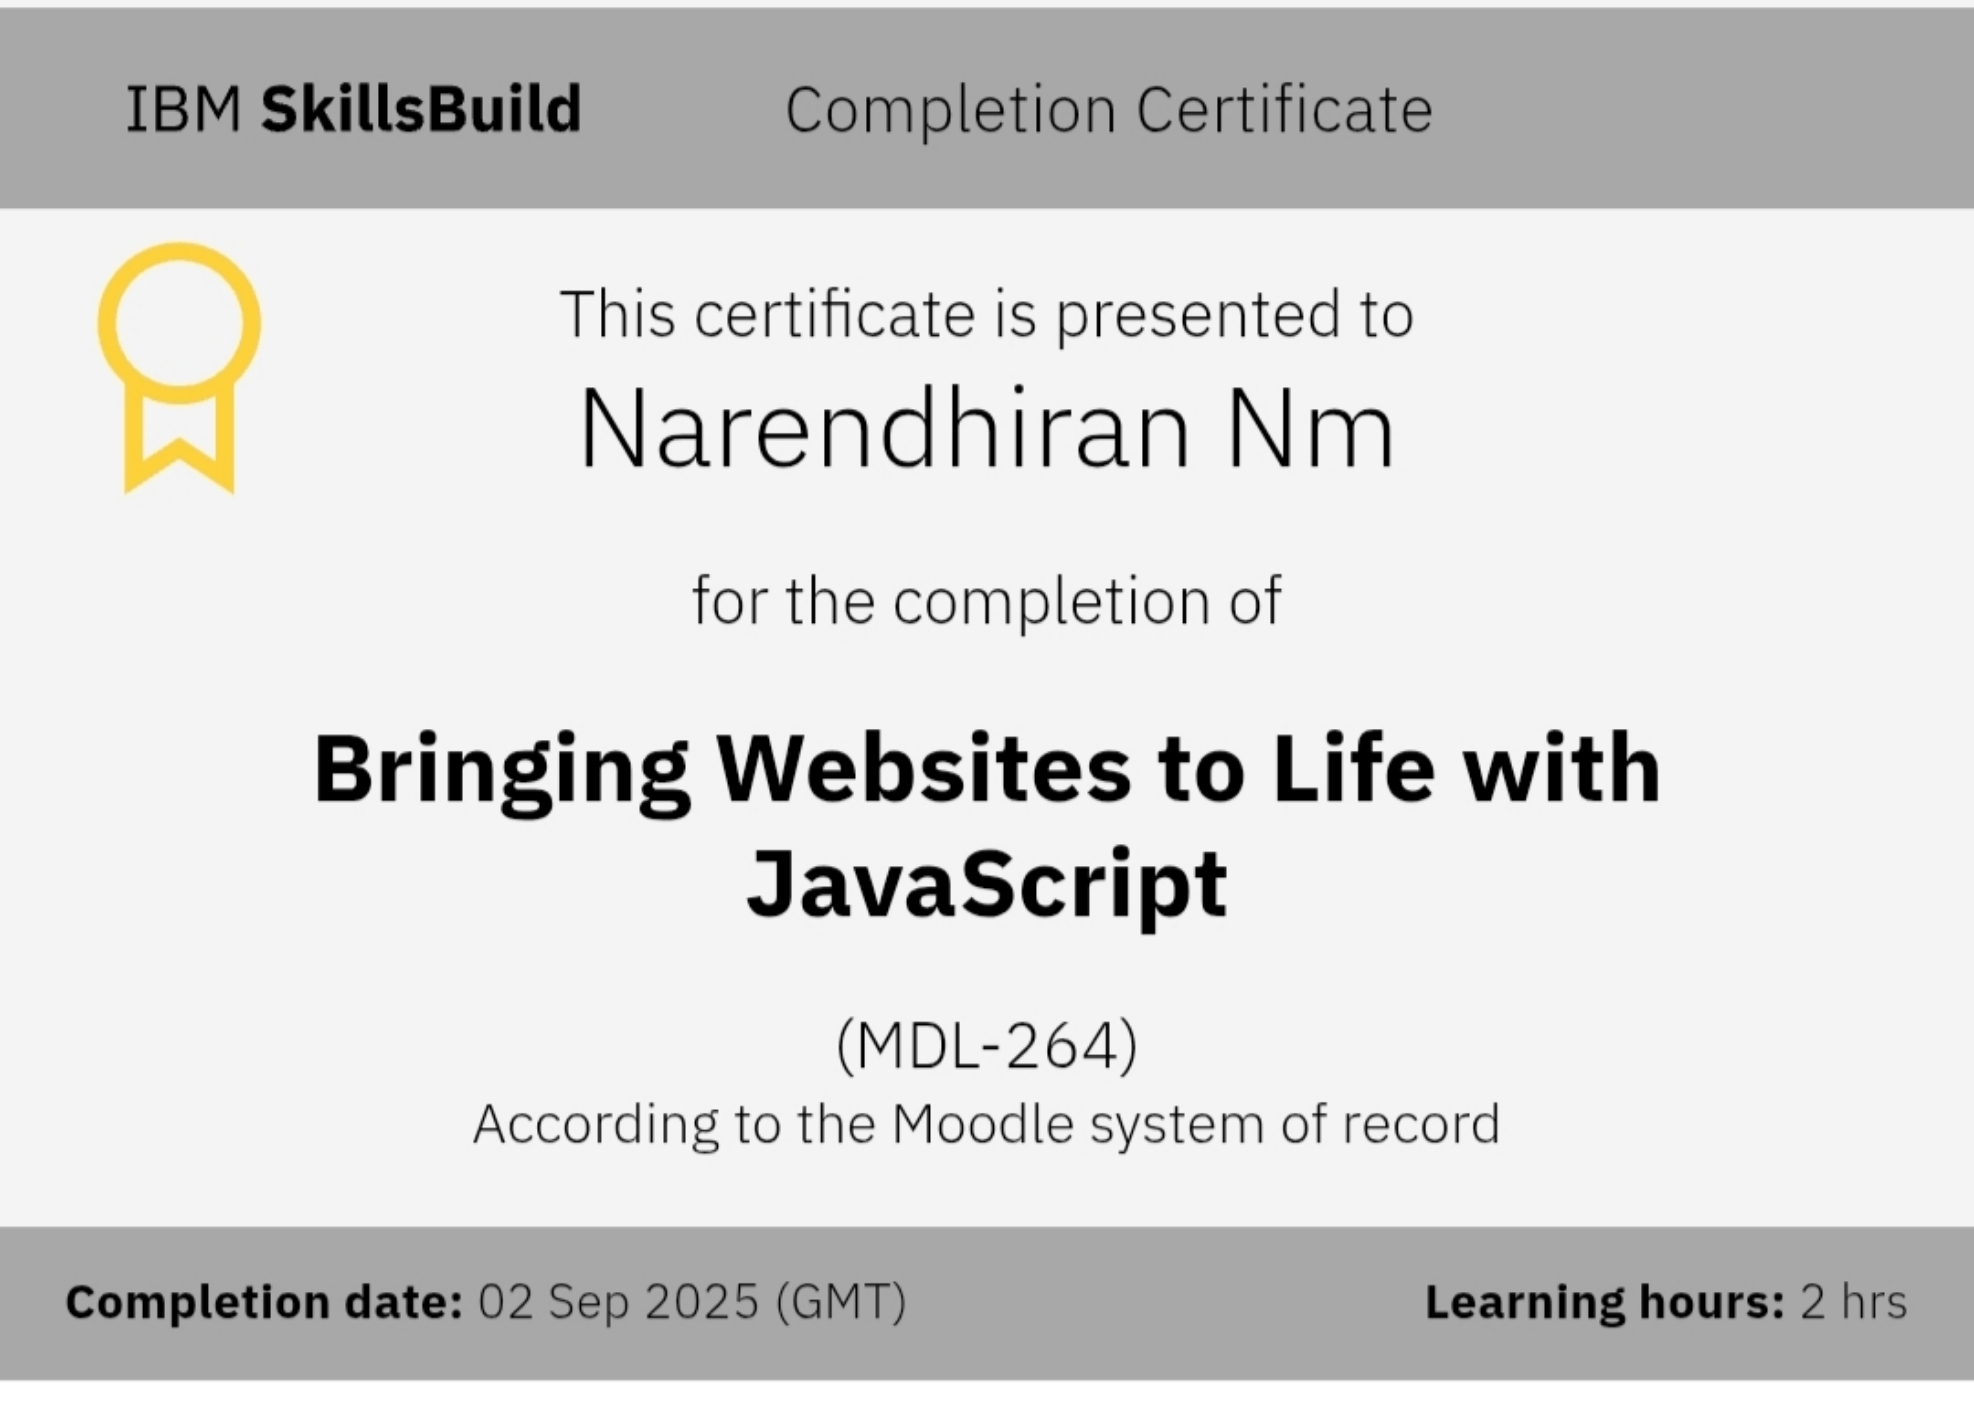 IBM SkillsBuild
Completion Certificate
This certificate is presented to
Narendhiran Nm
for the completion of
Bringing Websites to Life with
JavaScript
(MDL-264)
According to the Moodle system of record
Completion date: 02 Sep 2025 (GMT)
Learning hours: 2 hrs